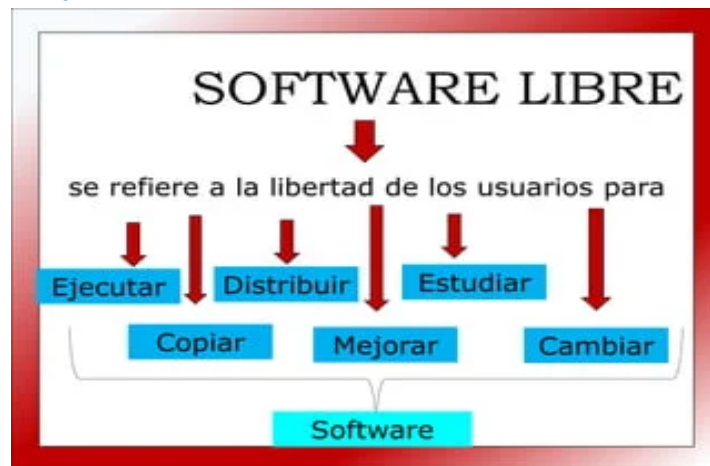 SOFTWARE LIBRE
se refiere a la libertad de los usuarios para
Ejecutar Distribuir Estudiar
Copiar Mejorar Cambiar
Software